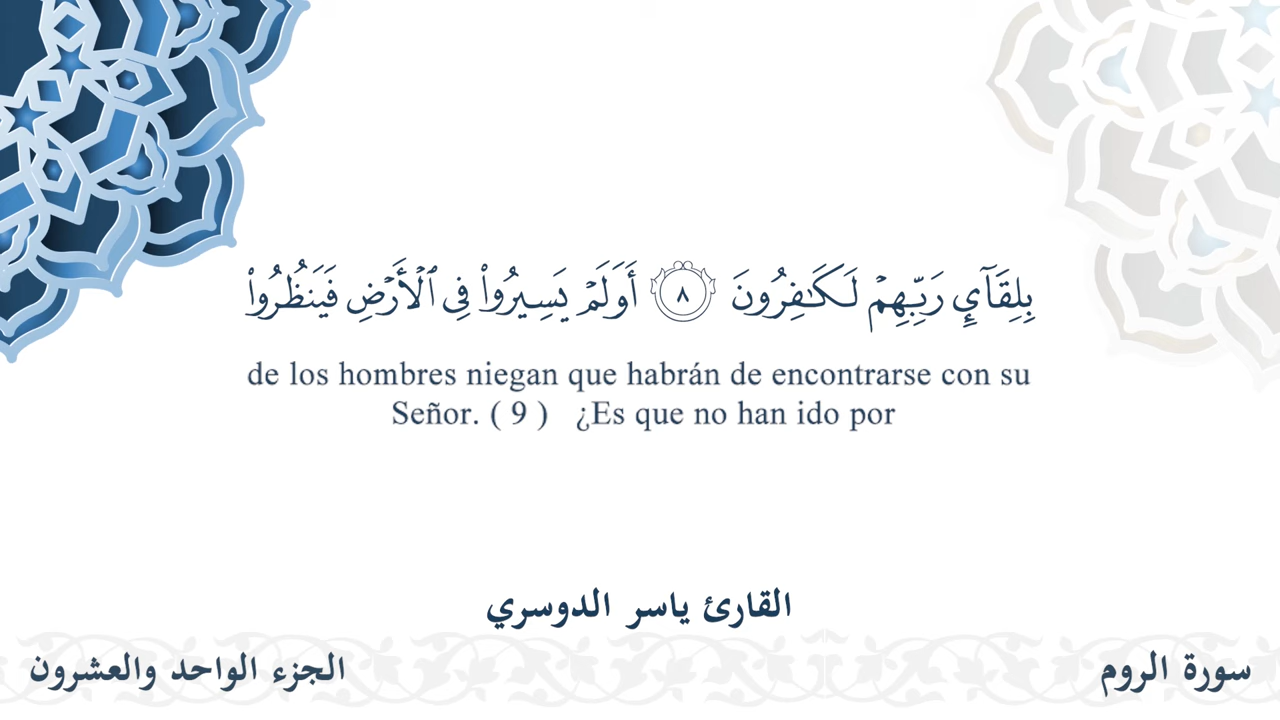 بِلِقَآيِٕ رَبِّهِمۡ لَكَٰفِرُونَ ٨ أَوَلَمۡ يَسِيرُواْ فِي ٱلۡأَرۡضِ فَيَنظُرُواْ
de los hombres niegan que habrán de encontrarse con su
Señor. ( 9 ) ¿Es que no han ido por
القارئ ياسر الدوسري
سورة الروم
الجزء الواحد والعشرون